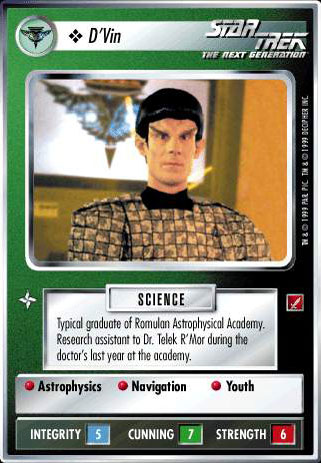 ❖ D'Vin
STAR TREK
THE NEXT GENERATION
TM & © 1999 PAR. PIC. TM & © 1999 DECIPHER INC.
SCIENCE
Typical graduate of Romulan Astrophysical Academy.
Research assistant to Dr. Telek R'Mor during the
doctor's last year at the academy.
Astrophysics Navigation Youth
INTEGRITY 5 CUNNING 7 STRENGTH 6